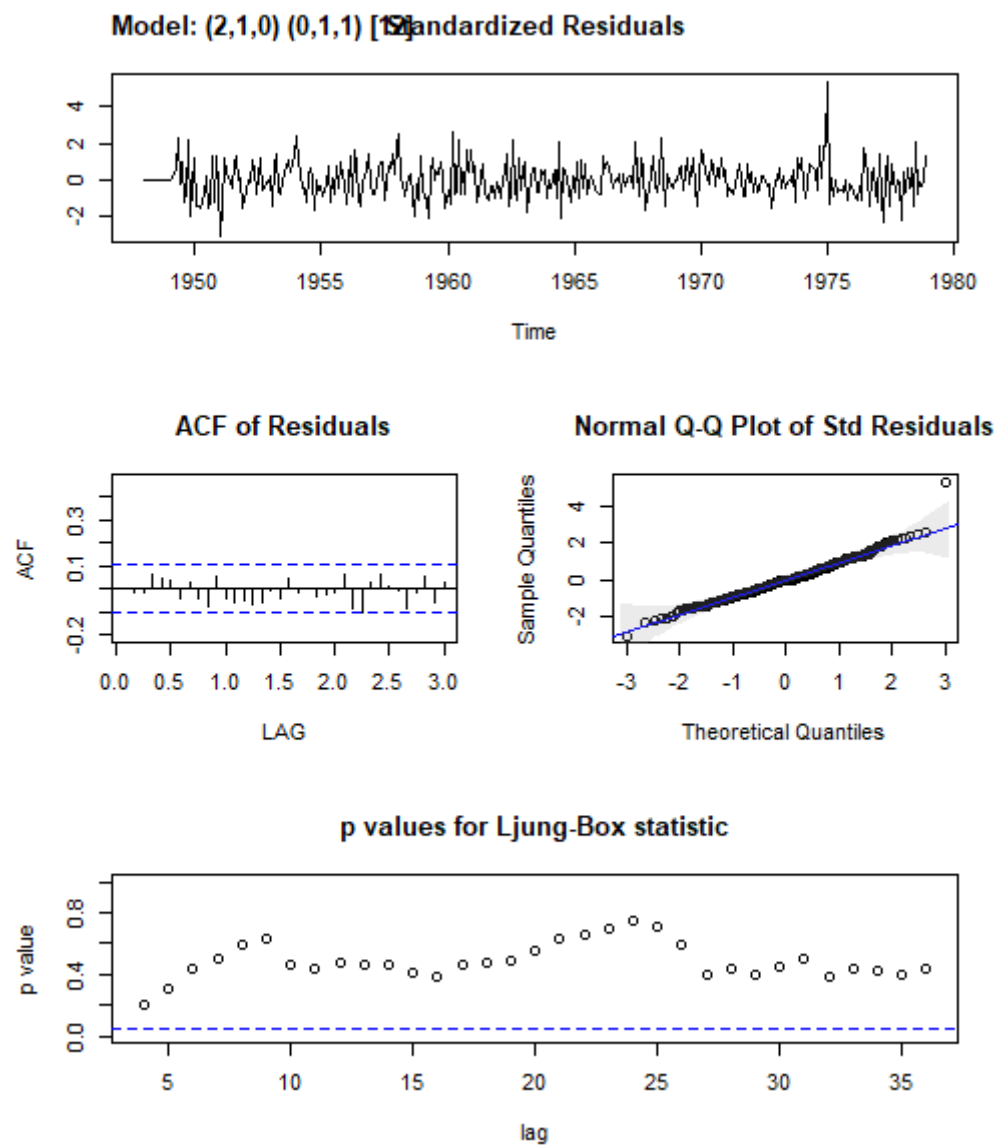 Model: (2,1,0) (0,1,1) [12] Standardized Residuals
4
2
0
-2
1950 1955 1960 1965 1970 1975 1980
Time
ACF of Residuals
ACF
0.3
0.1
-0.2
0.0 0.5 1.0 1.5 2.0 2.5 3.0
LAG
Normal Q-Q Plot of Std Residuals
Sample Quantiles
4
2
0
-2
-3 -2 -1 0 1 2 3
Theoretical Quantiles
p values for Ljung-Box statistic
p value
0.8
0.4
0.0
5 10 15 20 25 30 35
lag